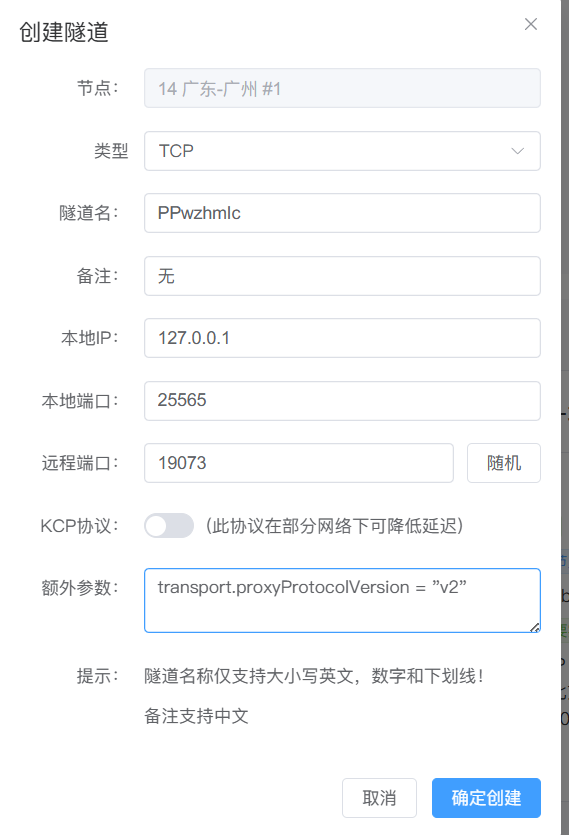 创建隧道
节点：
14 广东-广州 #1
类型
TCP
隧道名：
PPwzhmlc
备注：
无
本地IP：
127.0.0.1
本地端口：
25565
远程端口：
19073
随机
KCP协议：
(此协议在部分网络下可降低延迟)
额外参数：
transport.proxyProtocolVersion = ”v2”
提示：
隧道名称仅支持大小写英文，数字和下划线！
备注支持中文
取消
确定创建